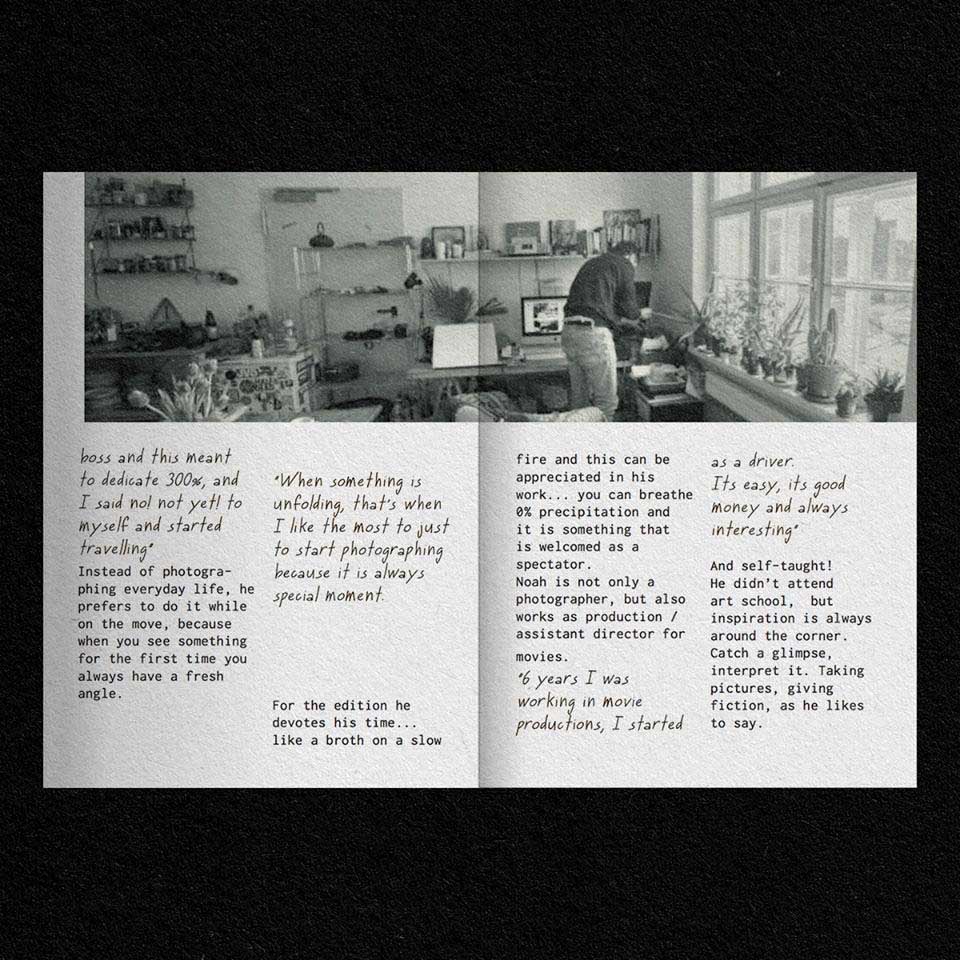 boss and this meant
to dedicate 300%, and
I said no! not yet! to
myself and started
travelling"
Instead of photogra-
phing everyday life, he
prefers to do it while
on the move, because
when you see something
for the first time you
always have a fresh
angle.
"When something is
unfolding, that's when
I like the most to just
to start photographing
because it is always
special moment.
For the edition he
devotes his time...
like a broth on a slow
fire and this can be
appreciated in his
work... you can breathe
0% precipitation and
it is something that
is welcomed as a
spectator.
Noah is not only a
photographer, but also
works as production /
assistant director for
movies.
"6 years I was
working in movie
productions, I started
as a driver.
Its easy, its good
money and always
interesting"
And self-taught!
He didn't attend
art school,  but
inspiration is always
around the corner.
Catch a glimpse,
interpret it. Taking
pictures, giving
fiction, as he likes
to say.